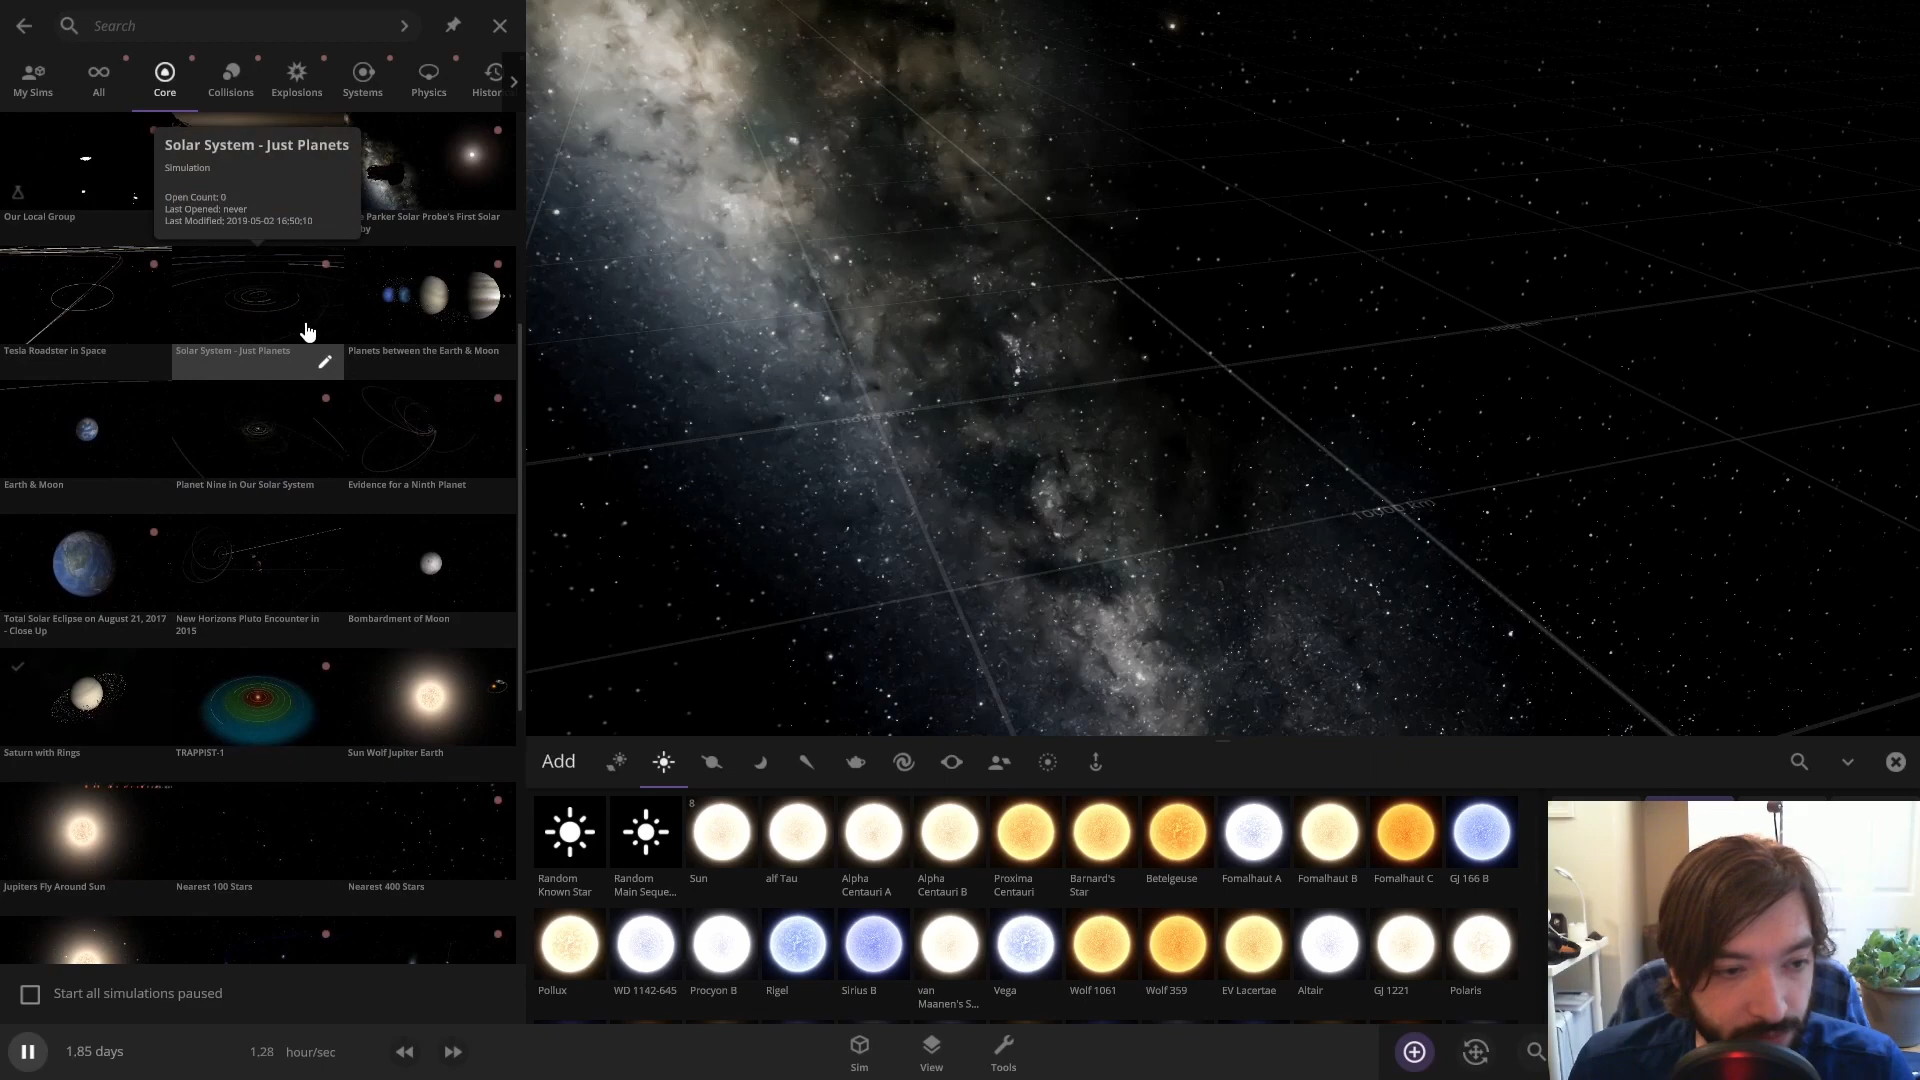 Search
My Sims
All
Core
Collisions
Explosions
Systems
Physics
Histor
Solar System - Just Planets
Simulation
Open Count: 0
Last Opened: never
Last Modified: 2019-05-02 16:50:10
Our Local Group
e Parker Solar Probe's First Solar
by
Tesla Roadster in Space
Solar System - Just Planets
Planets between the Earth & Moon
Earth & Moon
Planet Nine in Our Solar System
Evidence for a Ninth Planet
Total Solar Eclipse on August 21, 2017
- Close Up
New Horizons Pluto Encounter in
2015
Bombardment of Moon
Saturn with Rings
TRAPPIST-1
Sun Wolf Jupiter Earth
Jupiters Fly Around Sun
Nearest 100 Stars
Nearest 400 Stars
Start all simulations paused
1,85 days
1,28 hour/sec
Add
8
Random
Known Star
Random
Main Seque...
Sun
alf Tau
Alpha
Centauri A
Alpha
Centauri B
Proxima
Centauri
Barnard's
Star
Betelgeuse
Fomalhaut A
Fomalhaut B
Fomalhaut C
GJ 166 B
Pollux
WD 1142-645
Procyon B
Rigel
Sirius B
van
Maanen's S...
Vega
Wolf 1061
Wolf 359
EV Lacertae
Altair
GJ 1221
Polaris
Sim
View
Tools